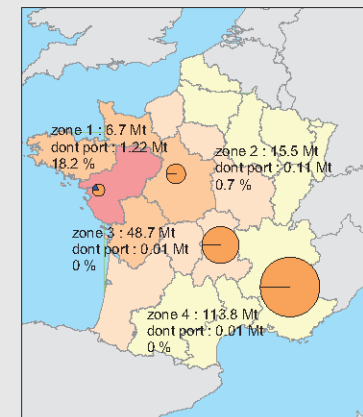 zone 1 : 6.7 Mt
dont port : 1.22 Mt
18.2 %
zone 2 : 15.5 Mt
dont port : 0.11 Mt
0.7 %
zone 3 : 48.7 Mt
dont port : 0.01 Mt
0 %
zone 4 : 113.8 Mt
dont port : 0.01 Mt
0 %